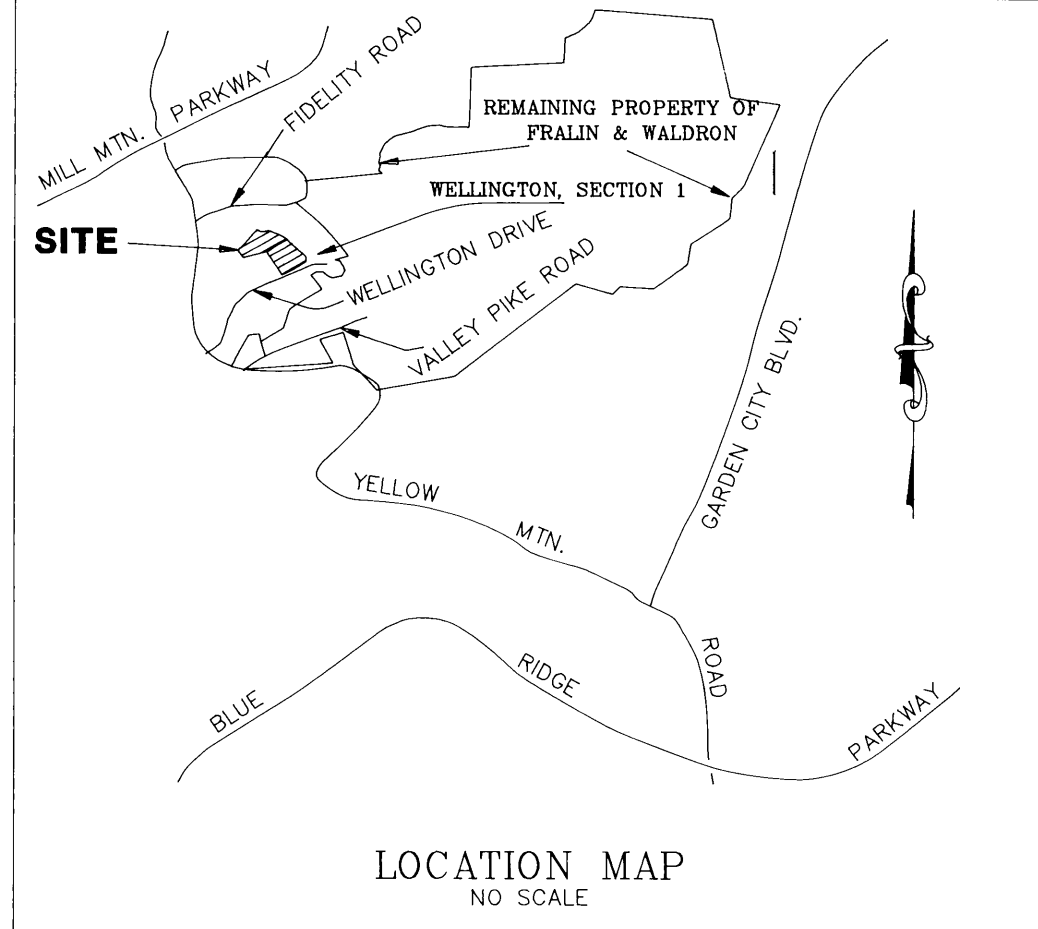 MILL MTN. PARKWAY
FIDELITY ROAD
REMAINING PROPERTY OF
FRALIN & WALDRON
WELLINGTON, SECTION 1
SITE
WELLINGTON DRIVE
VALLEY PIKE ROAD
GARDEN CITY BLVD.
YELLOW MTN. ROAD
BLUE RIDGE PARKWAY
LOCATION MAP
NO SCALE